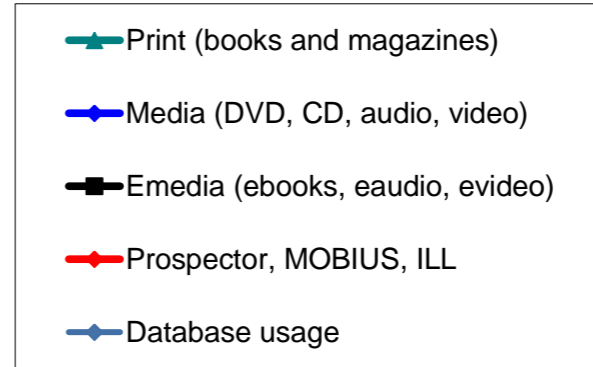 Print (books and magazines)
Media (DVD, CD, audio, video)
Emedia (ebooks, eaudio, evideo)
Prospector, MOBIUS, ILL
Database usage